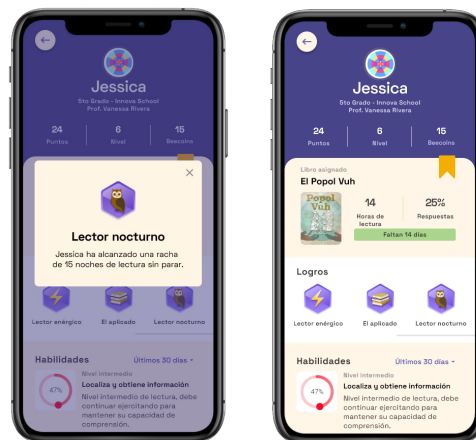 Jessica
5to Grado - Innova School
Prof. Vanessa Rivera
24
6
15
Puntos
Nivel
Beecoins
Lector nocturno
Jessica ha alcanzado una racha
de 15 noches de lectura sin parar.
Lector enérgico
El aplicado
Lector nocturno
Habilidades
Últimos 30 días
Nivel intermedio
47%
Localiza y obtiene información
Nivel intermedio de lectura, debe
continuar ejercitando para
mantener su capacidad de
comprensión.
Jessica
5to Grado - Innova School
Prof. Vanessa Rivera
24
6
15
Puntos
Nivel
Beecoins
Libro asignado
El Popol Vuh
Popol
Vuh
14
25%
Horas de
lectura
Respuestas
Faltan 14 días
Logros
Lector enérgico
El aplicado
Lector nocturno
Habilidades
Últimos 30 días
Nivel intermedio
47%
Localiza y obtiene información
Nivel intermedio de lectura, debe
continuar ejercitando para
mantener su capacidad de
comprensión.